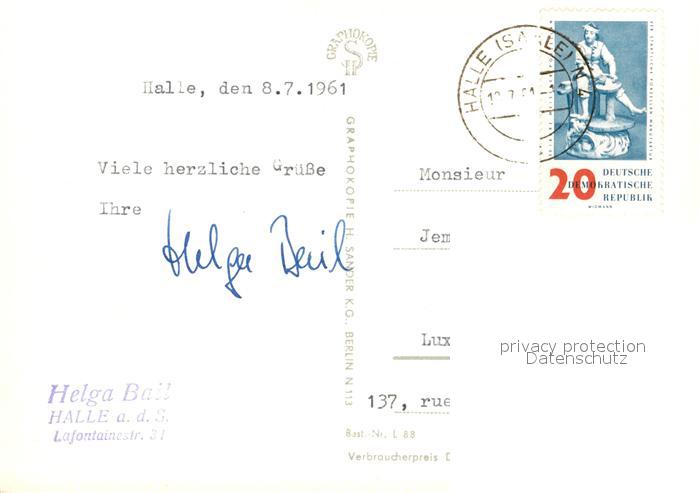 GRAPHOKOPIE
Halle, den 8.7.1961
Viele herzliche Grüße
Ihre
Helga Bail
Helga Bail
HALLE a. d. S.
Lafontainestr. 31
GRAPHOKOPIE H. SANDER K.G., BERLIN N 113
HALLE (SAALE) N 4
20 DEUTSCHE
DEMOKRATISCHE
REPUBLIK
Monsieur
Jem
Lux
137, rue
Best.-Nr. L 88
Verbraucherpreis D
privacy protection
Datenschutz